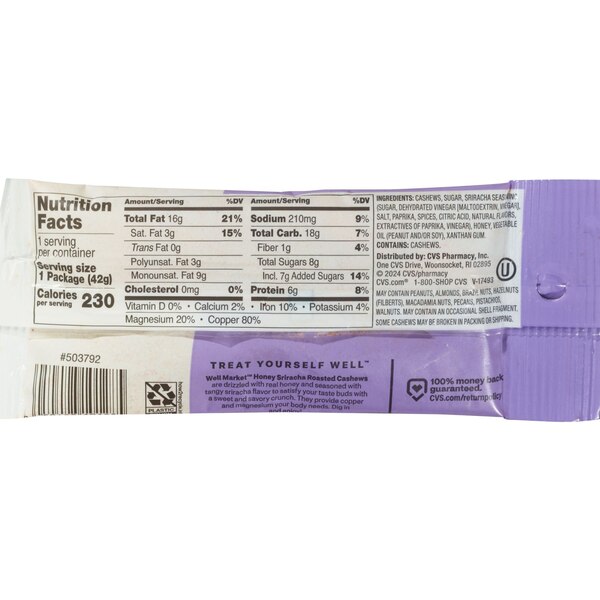 Nutrition
Facts
1 serving
per container
Serving size
1 Package (42g)
Calories
per serving 230
Amount/Serving %DV
Total Fat 16g 21%
Sat. Fat 3g 15%
Trans Fat 0g
Polyunsat. Fat 3g
Monounsat. Fat 9g
Cholesterol 0mg 0%
Amount/Serving %DV
Sodium 210mg 9%
Total Carb. 18g 7%
Fiber 1g 4%
Total Sugars 8g
Incl. 7g Added Sugars 14%
Protein 6g 8%
Vitamin D 0% • Calcium 2% • Iron 10% • Potassium 4%
Magnesium 20% • Copper 80%
INGREDIENTS: CASHEWS, SUGAR, SRIRACHA SEASONING
(SUGAR, DEHYDRATED VINEGAR [MALTODEXTRIN, VINEGAR],
SALT, PAPRIKA, SPICES, CITRIC ACID, NATURAL FLAVORS,
EXTRACTIVES OF PAPRIKA, VINEGAR), HONEY, VEGETABLE
OIL (PEANUT AND/OR SOY), XANTHAN GUM.
CONTAINS: CASHEWS.
Distributed by: CVS Pharmacy, Inc.
One CVS Drive, Woonsocket, RI 02895
© 2024 CVS/pharmacy
CVS.com® 1-800-SHOP CVS V-17493
U
MAY CONTAIN PEANUTS, ALMONDS, BRAZIL NUTS, HAZELNUTS
(FILBERTS), MACADAMIA NUTS, PECANS, PISTACHIOS,
WALNUTS. MAY CONTAIN AN OCCASIONAL SHELL FRAGMENT.
SOME CASHEWS MAY BE BROKEN IN PACKING OR SHIPPING.
#503792
PLASTIC
TREAT YOURSELF WELL™
Well Market™ Honey Sriracha Roasted Cashews
are drizzled with real honey and seasoned with
tangy sriracha flavor to satisfy your taste buds with
a sweet and savory crunch. They provide copper
and magnesium your body needs. Dig in
and enjoy!
100% money back
guaranteed.
CVS.com/returnpolicy